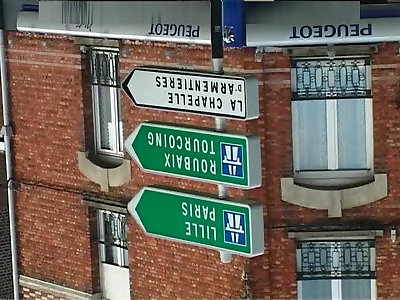 LILLE
PARIS
ROUBAIX
TOURCOING
LA CHAPELLE
D'ARMENTIERES
PEUGEOT
PEUGEOT